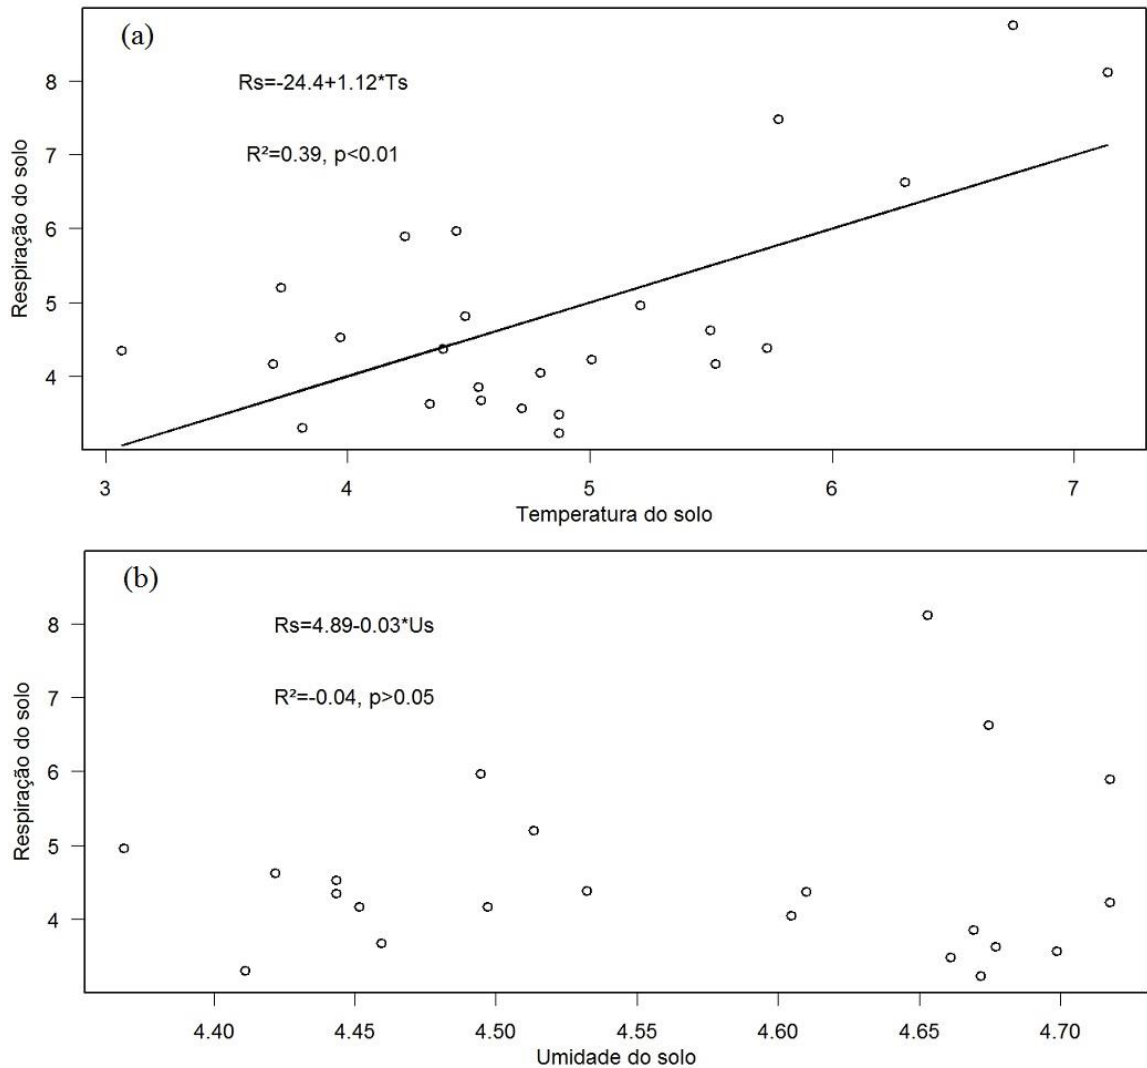 (a)
Rs=-24.4+1.12*Ts
R²=0.39, p<0.01
Respiração do solo
8
7
6
5
4
3 4 5 6 7
Temperatura do solo
(b)
Rs=4.89-0.03*Us
R²=-0.04, p>0.05
Respiração do solo
8
7
6
5
4
4.40 4.45 4.50 4.55 4.60 4.65 4.70
Umidade do solo